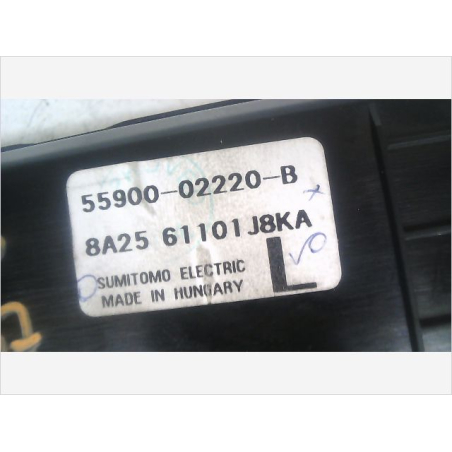 55900-02220-B
8A25 61101J8KA
L
SUMITOMO ELECTRIC
MADE IN HUNGARY